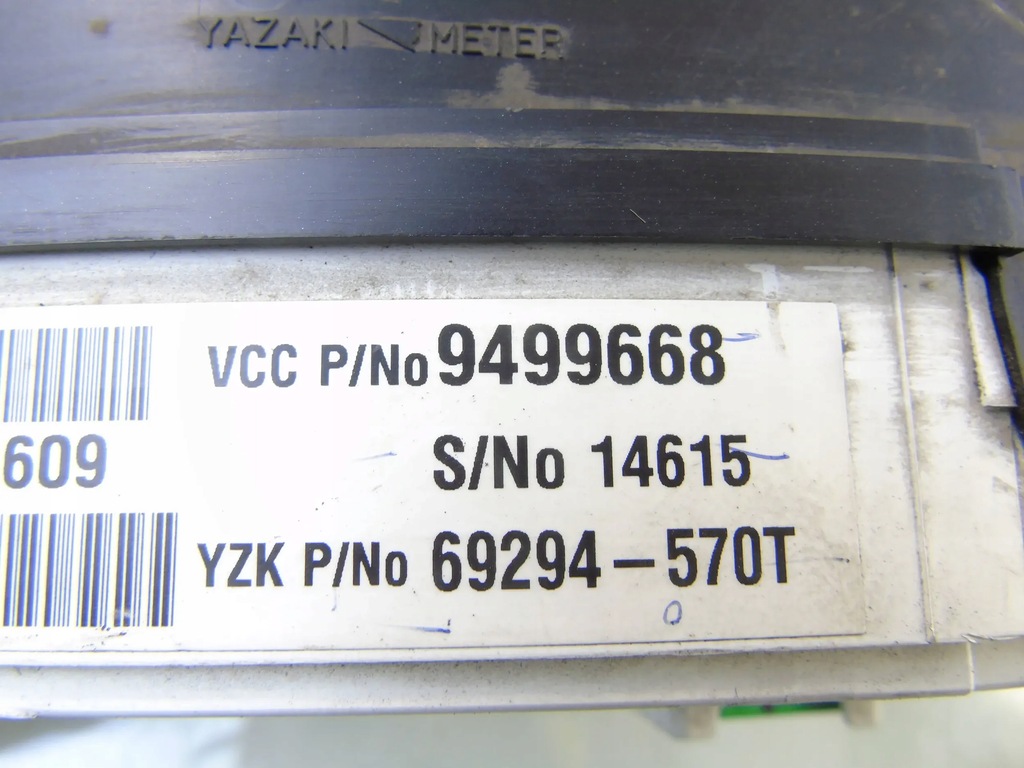 YAZAKI METER
VCC P/No 9499668
609
S/No 14615
YZK P/No 69294-570T